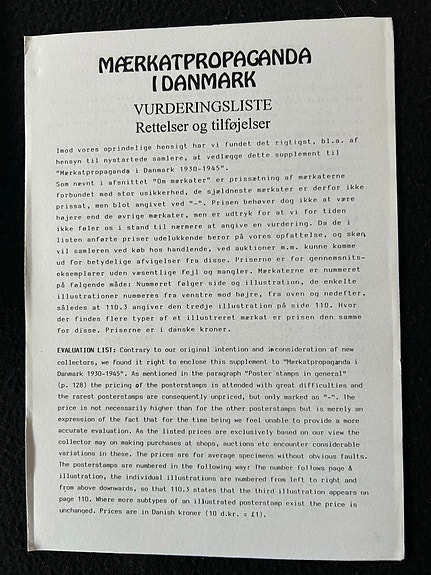 MÆRKATPROPAGANDA
I DANMARK
VURDERINGSLISTE
Rettelser og tilføjelser
Imod vores oprindelige hensigt har vi fundet det rigtigst, bl.a. af
hensyn til nystartede samlere, at vedlægge dette supplement til
"Mærkatpropaganda i Danmark 1930-1945".
Som nævnt i afsnittet "Om mærkater" er prissætning af mærkaterne
forbundet med stor usikkerhed, de sjældneste mærkater er derfor ikke
prissat, men blot angivet ved "-". Prisen behøver dog ikke at være
højere end de øvrige mærkater, men er udtryk for at vi for tiden
ikke føler os i stand til nærmere at angive en vurdering. Da de i
listen anførte priser udelukkende beror på vores opfattelse, og skøn,
vil samleren ved køb hos handlende, ved auktioner m.m. kunne komme
ud for betydelige afvigelser fra disse. Priserne er for gennemsnits-
eksemplarer uden væsentlige fejl og mangler. Mærkaterne er nummeret
på følgende måde: Nummeret følger side og illustration, de enkelte
illustrationer nummeres fra venstre mod højre, fra oven og nedefter,
således at 110.3 angiver den tredje illustration på side 110. Hvor
der findes flere typer af et illustreret mærkat er prisen den samme
for disse. Priserne er i danske kroner.
EVALUATION LIST: Contrary to our original intention and inconsideration af new
collectors, we found it right to enclose this supplement to "Mærkatpropaganda i
Danmark 1930-1945". As mentioned in the paragraph "Poster stamps in general"
(p. 128) the pricing of the posterstamps is attended with great difficulties and
the rarest posterstamps are consequently unpriced, but only marked as "-". The
price is not necessarily higher than for the other posterstamps but is merely an
expression of the fact that for the time being we feel unable to provide a more
accurate evaluation. As the listed prices are exclusively based on our view the
collector may on making purchases at shops, auctions etc encounter considerable
variations in these. The prices are for average specimens without obvious faults.
The posterstamps are numbered in the following way: The number follows page &
illustration, the individual illustrations are numbered from left to right and
from above downwards, so that 110.3 states that the third illustration appears on
page 110. Where more subtypes of an illustrated posterstamp exist the price is
unchanged. Prices are in Danish kroner (10 d.kr. = £1).